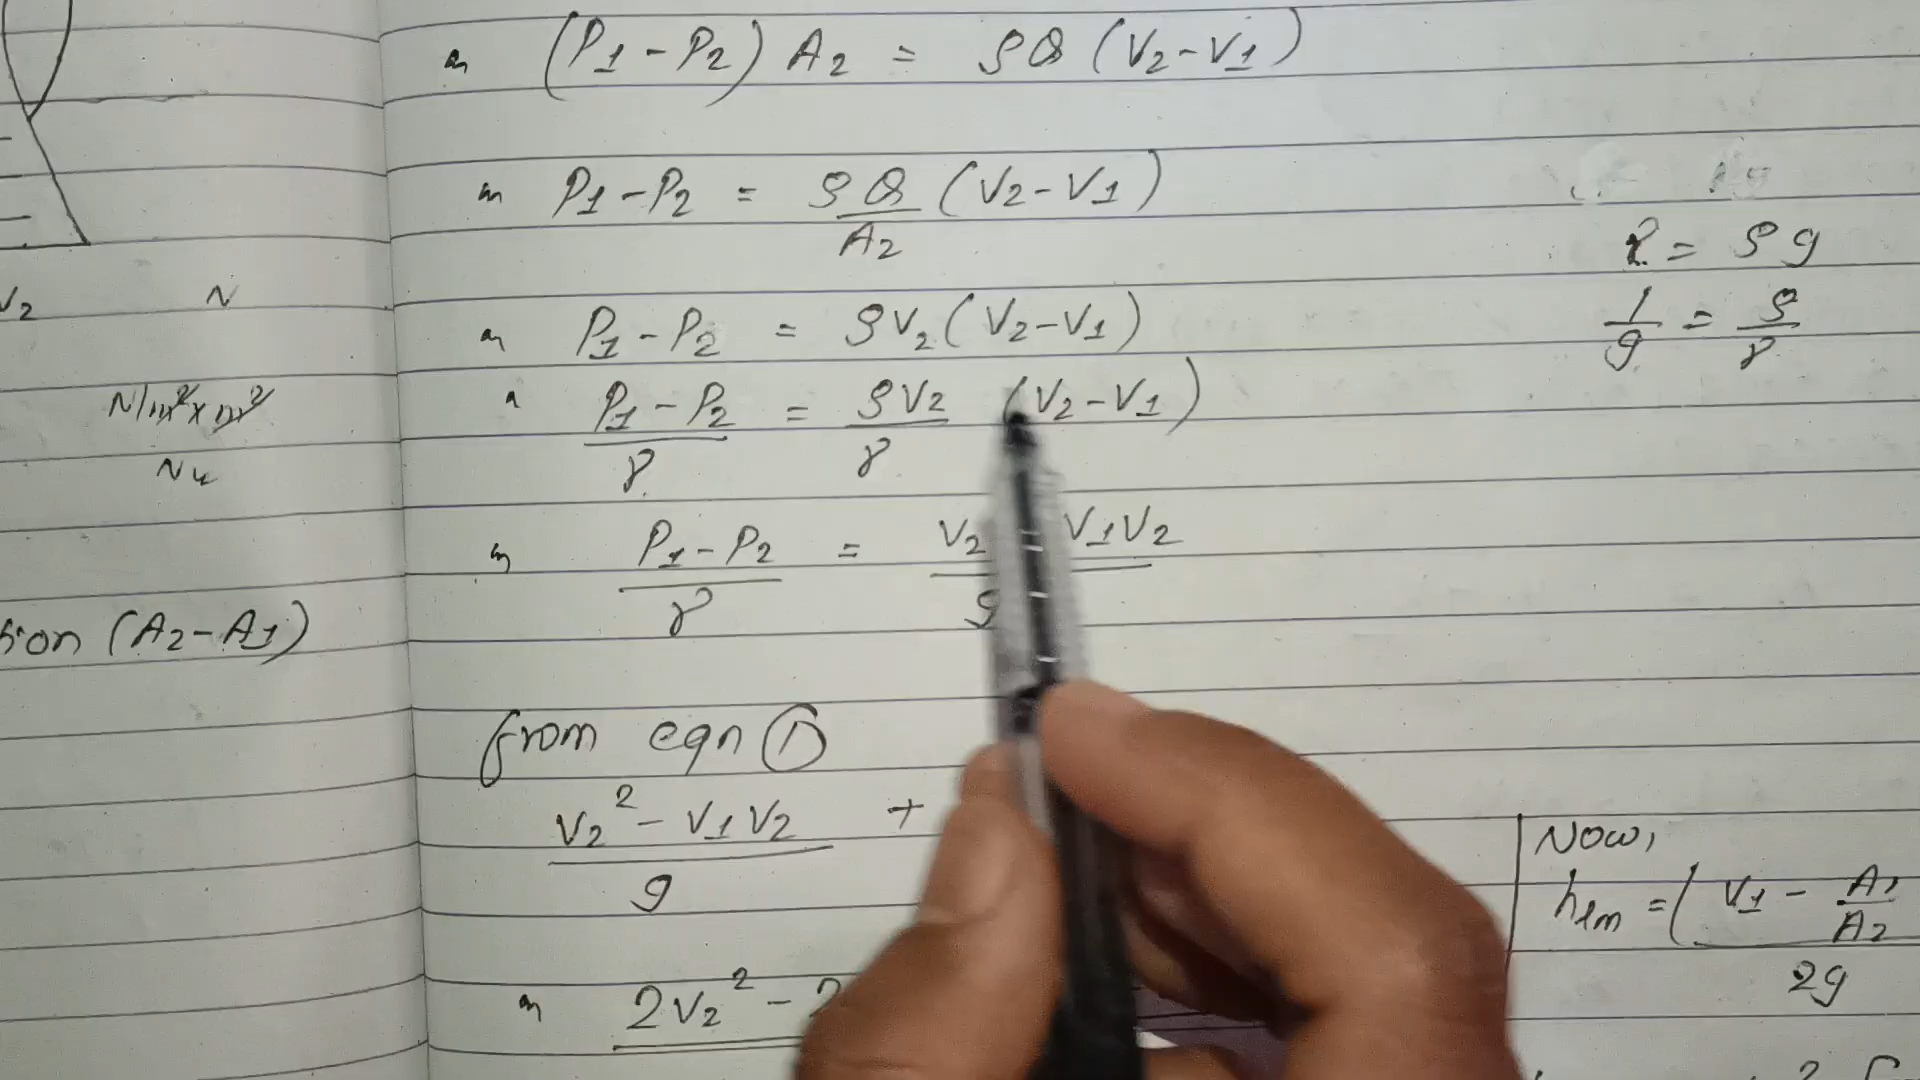 (P1-P2) A2 = ρQ (V2-V1)
P1-P2 = ρQ/A2 (V2-V1)
γ = ρg
V2 N
P1-P2 = ρV2 (V2-V1)
1/g = ρ/γ
N/m²×m²
P1-P2/γ = ρV2/γ (V2-V1)
N
P1-P2/γ = V2 V1V2/g
(A2-A1)
from eqn ①
V2²-V1V2/g +
Now,
hlm = (V1 - A1/A2
2g
2V2² - 2